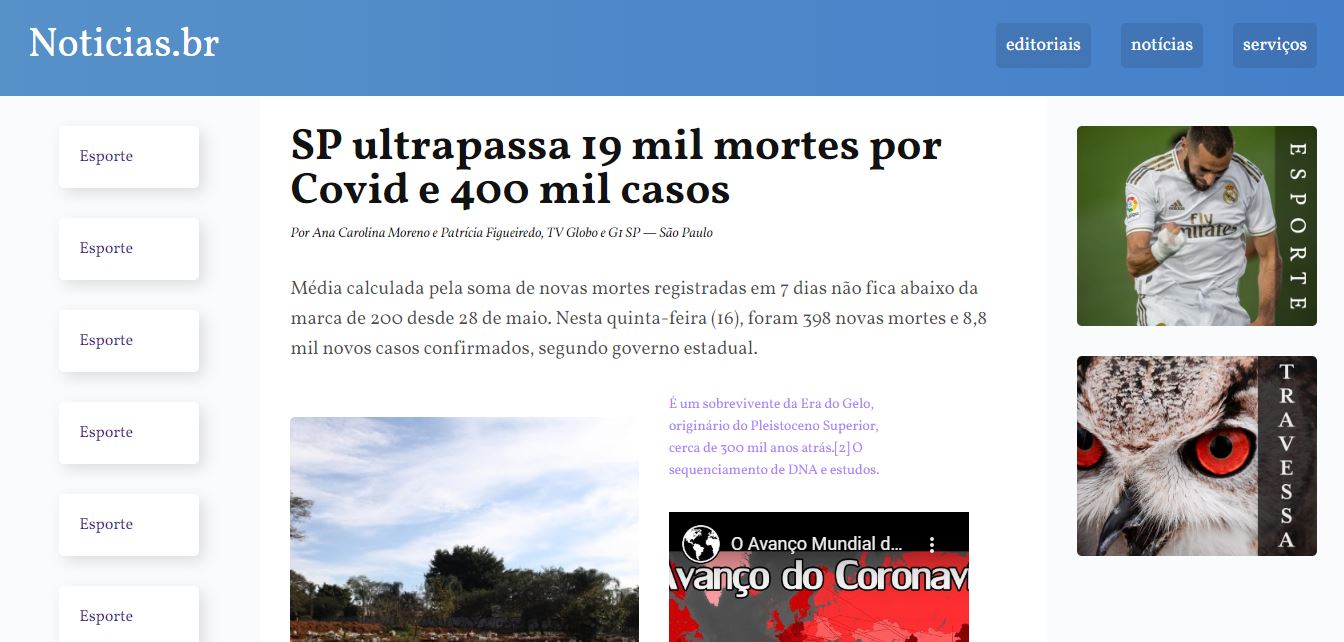 Noticias.br
editoriais
notícias
serviços
Esporte
Esporte
Esporte
Esporte
Esporte
Esporte
SP ultrapassa 19 mil mortes por
Covid e 400 mil casos
Por Ana Carolina Moreno e Patrícia Figueiredo, TV Globo e G1 SP — São Paulo
Média calculada pela soma de novas mortes registradas em 7 dias não fica abaixo da
marca de 200 desde 28 de maio. Nesta quinta-feira (16), foram 398 novas mortes e 8,8
mil novos casos confirmados, segundo governo estadual.
É um sobrevivente da Era do Gelo,
originário do Pleistoceno Superior,
cerca de 300 mil anos atrás.[2] O
sequenciamento de DNA e estudos.
O Avanço Mundial d...
vanço do Coronav
ESPORTE
Fly
Emirates
TRAVESSA